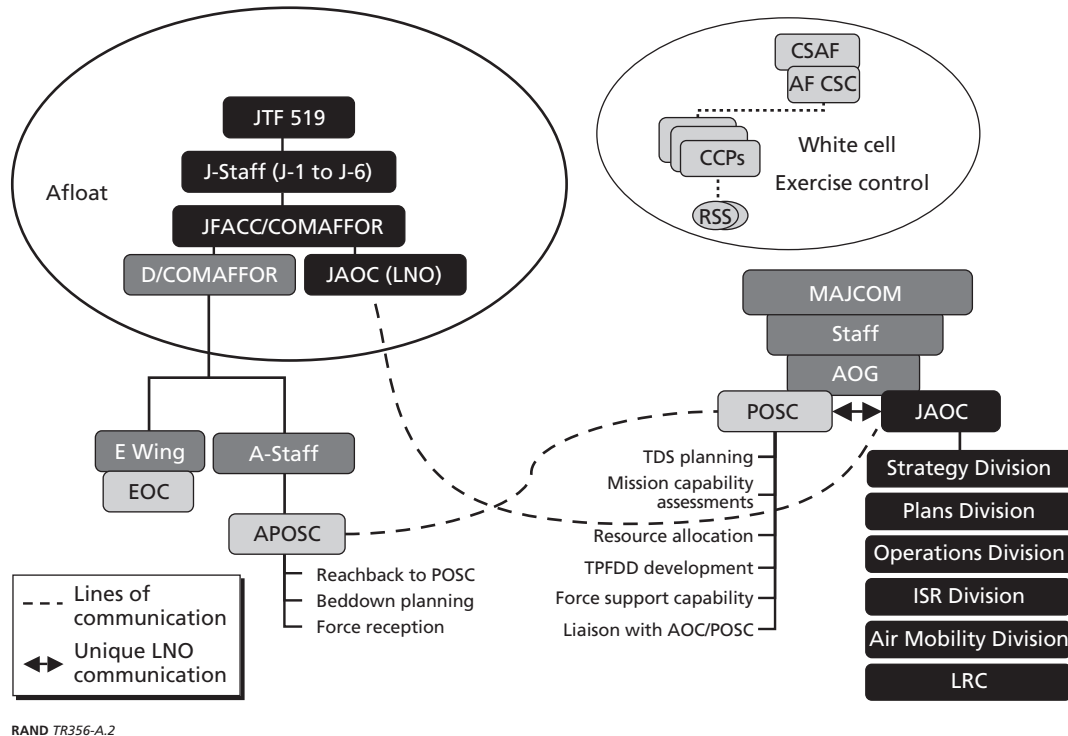 CSAF
AF CSC
CCPs
White cell
Exercise control
RSS
JTF 519
J-Staff (J-1 to J-6)
Afloat
JFACC/COMAFFOR
D/COMAFFOR
JAOC (LNO)
MAJCOM
Staff
AOG
POSC
JAOC
E Wing
EOC
A-Staff
APOSC
Reachback to POSC
Beddown planning
Force reception
TDS planning
Mission capability
assessments
Resource allocation
TPFDD development
Force support capability
Liaison with AOC/POSC
Strategy Division
Plans Division
Operations Division
ISR Division
Air Mobility Division
LRC
Lines of
communication
Unique LNO
communication
RAND TR356-A.2